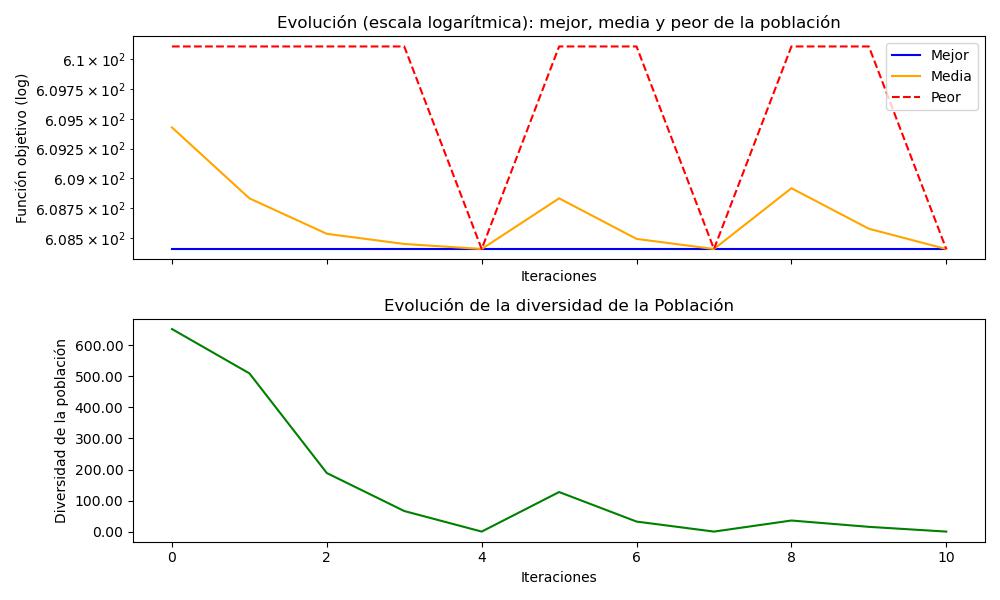 Evolución (escala logarítmica): mejor, media y peor de la población
Función objetivo (log)
6.1 × 10²
6.0975 × 10²
6.095 × 10²
6.0925 × 10²
6.09 × 10²
6.0875 × 10²
6.085 × 10²
Mejor
Media
Peor
Iteraciones
Evolución de la diversidad de la Población
Diversidad de la población
600.00
500.00
400.00
300.00
200.00
100.00
0.00
0 2 4 6 8 10
Iteraciones